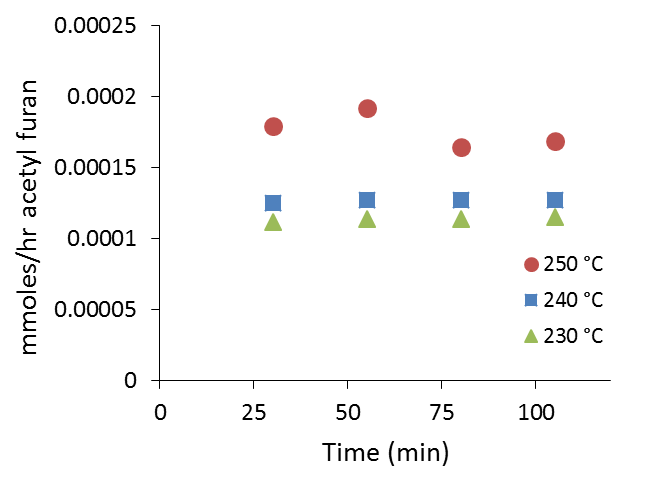 0.00025
0.0002
0.00015
0.0001
0.00005
0
mmoles/hr acetyl furan
250 °C
240 °C
230 °C
0 25 50 75 100
Time (min)